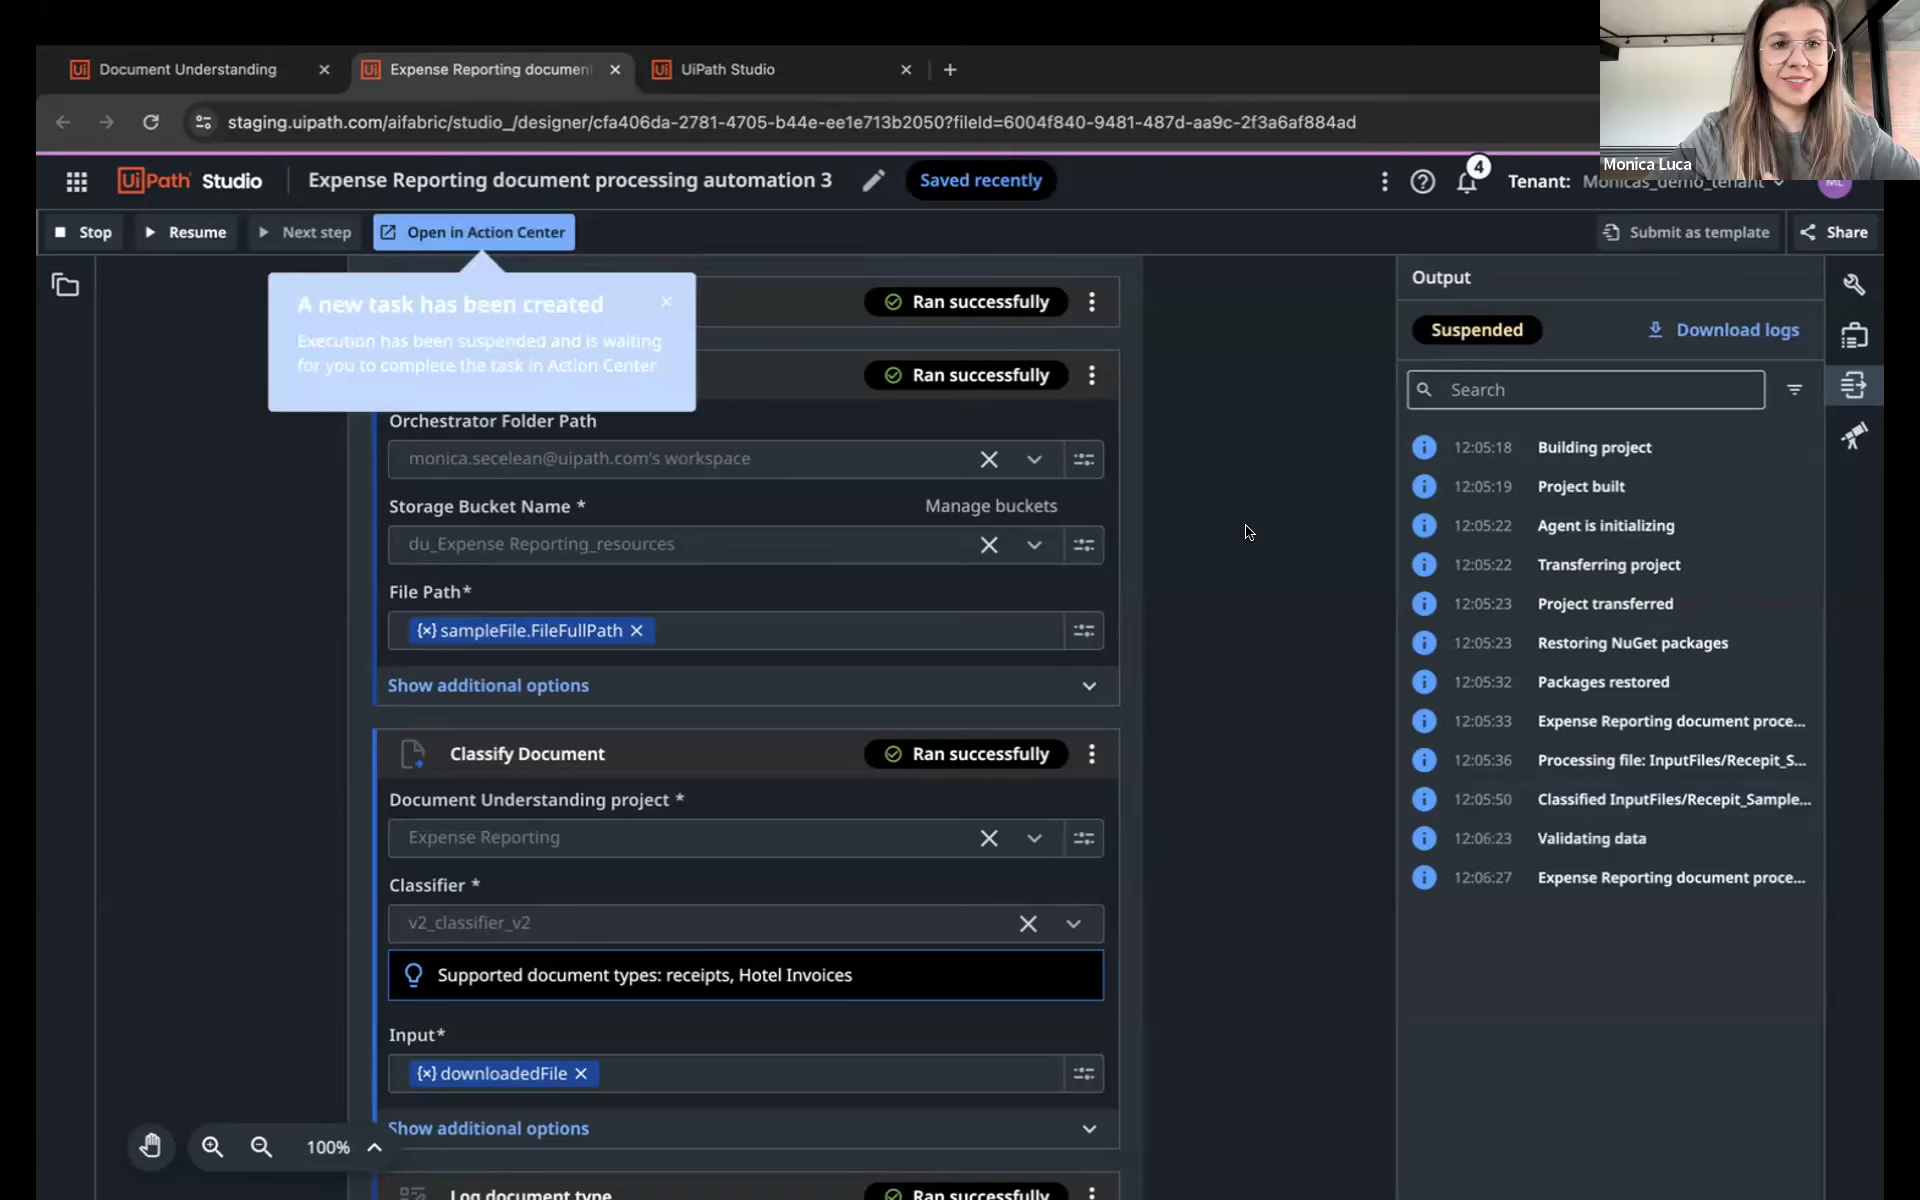 Document Understanding
Expense Reporting documen
UiPath Studio
staging.uipath.com/aifabric/studio_/designer/cfa406da-2781-4705-b44e-ee1e713b2050?fileId=6004f840-9481-487d-aa9c-2f3a6af884ad
Monica Luca
UiPath Studio
Expense Reporting document processing automation 3
Saved recently
4
Tenant: Monicas_demo_tenant
ML
Stop
Resume
Next step
Open in Action Center
Submit as template
Share
A new task has been created
Execution has been suspended and is waiting
for you to complete the task in Action Center
Ran successfully
Ran successfully
Orchestrator Folder Path
monica.secelean@uipath.com's workspace
Storage Bucket Name *
Manage buckets
du_Expense Reporting_resources
File Path*
{×} sampleFile.FileFullPath
Show additional options
Classify Document
Ran successfully
Document Understanding project *
Expense Reporting
Classifier *
v2_classifier_v2
Supported document types: receipts, Hotel Invoices
Input*
{×} downloadedFile
Show additional options
Log document type
Ran successfully
100%
Output
Suspended
Download logs
Search
12:05:18 Building project
12:05:19 Project built
12:05:22 Agent is initializing
12:05:22 Transferring project
12:05:23 Project transferred
12:05:23 Restoring NuGet packages
12:05:32 Packages restored
12:05:33 Expense Reporting document proce...
12:05:36 Processing file: InputFiles/Recepit_S...
12:05:50 Classified InputFiles/Recepit_Sample...
12:06:23 Validating data
12:06:27 Expense Reporting document proce...